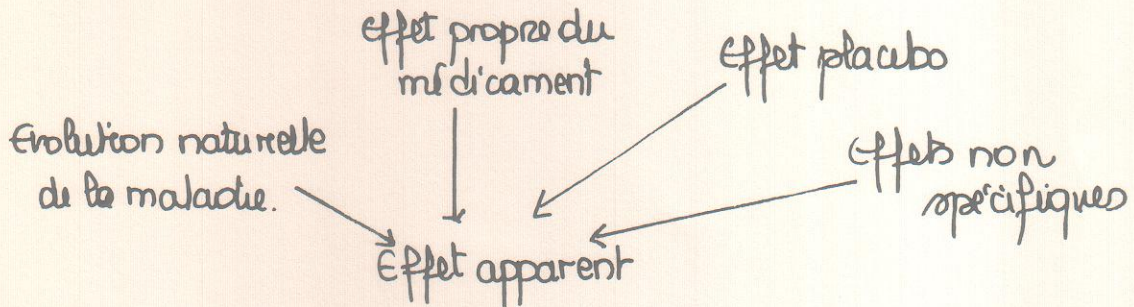 Effet propre du
médicament
Effet placebo
Evolution naturelle
de la maladie.
Effets non
spécifiques
Effet apparent